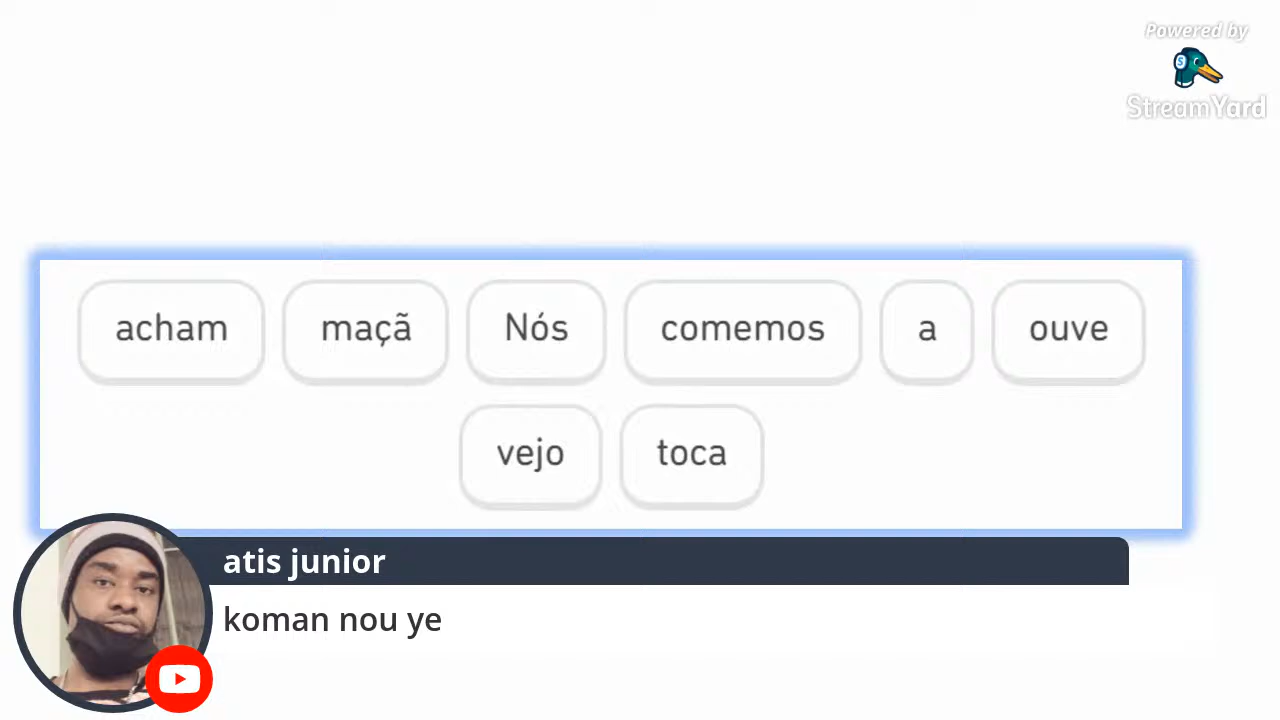 Powered by
StreamYard
acham maçã Nós comemos a ouve
vejo toca
atis junior
koman nou ye